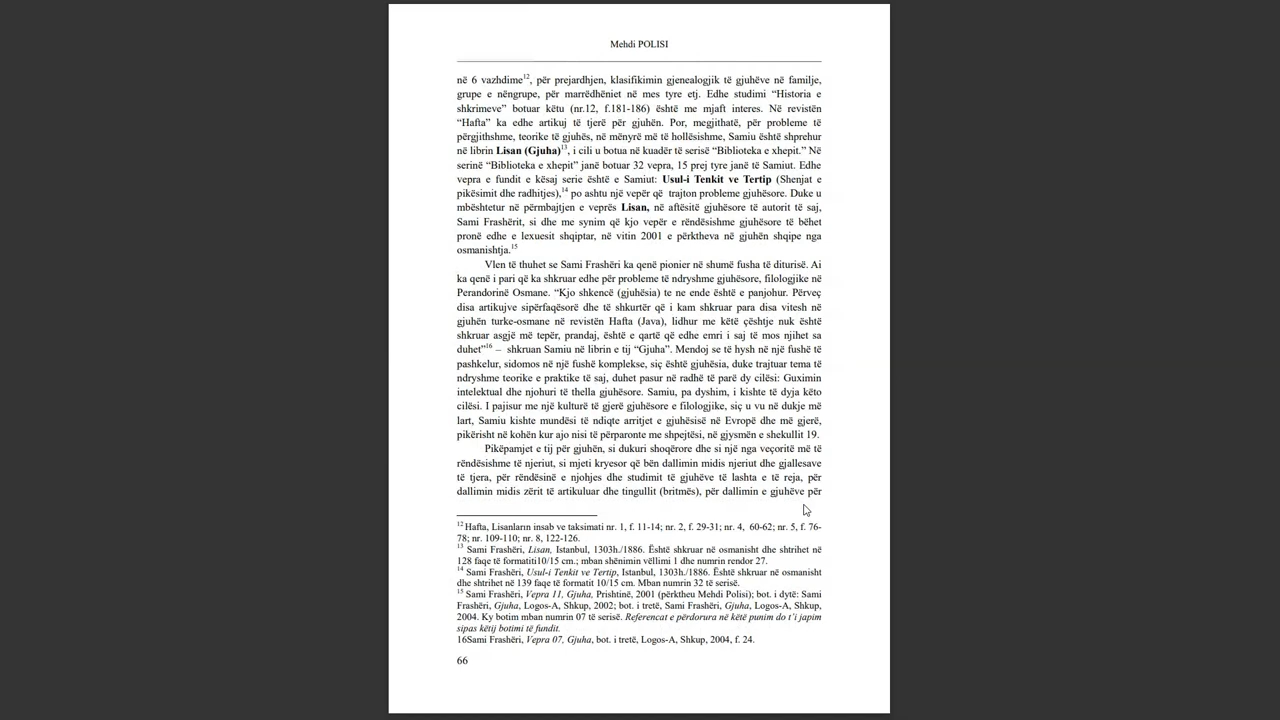 Mehdi POLISI
në 6 vazhdime12, për prejardhjen, klasifikimin gjenealogjik të gjuhëve në familje,
grupe e nëngrupe, për marrëdhëniet në mes tyre etj. Edhe studimi “Historia e
shkrimeve” botuar këtu (nr.12, f.181-186) është me mjaft interes. Në revistën
“Hafta” ka edhe artikuj të tjerë për gjuhën. Por, megjithatë, për probleme të
përgjithshme, teorike të gjuhës, në mënyrë më të hollësishme, Samiu është shprehur
në librin Lisan (Gjuha)13, i cili u botua në kuadër të serisë “Biblioteka e xhepit.” Në
serinë “Biblioteka e xhepit” janë botuar 32 vepra, 15 prej tyre janë të Samiut. Edhe
vepra e fundit e kësaj serie është e Samiut: Usul-i Tenkit ve Tertip (Shenjat e
pikësimit dhe radhitjes),14 po ashtu një vepër që trajton probleme gjuhësore. Duke u
mbështetur në përmbajtjen e veprës Lisan, në aftësitë gjuhësore të autorit të saj,
Sami Frashërit, si dhe me synim që kjo vepër e rëndësishme gjuhësore të bëhet
pronë edhe e lexuesit shqiptar, në vitin 2001 e përktheva në gjuhën shqipe nga
osmanishtja.15
Vlen të thuhet se Sami Frashëri ka qenë pionier në shumë fusha të diturisë. Ai
ka qenë i pari që ka shkruar edhe për probleme të ndryshme gjuhësore, filologjike në
Perandorinë Osmane. “Kjo shkencë (gjuhësia) te ne ende është e panjohur. Përveç
disa artikujve sipërfaqësorë dhe të shkurtër që i kam shkruar para disa vitesh në
gjuhën turke-osmane në revistën Hafta (Java), lidhur me këtë çështje nuk është
shkruar asgjë më tepër, prandaj, është e qartë që edhe emri i saj të mos njihet sa
duhet”16 – shkruan Samiu në librin e tij “Gjuha”. Mendoj se të hysh në një fushë të
pashkelur, sidomos në një fushë komplekse, siç është gjuhësia, duke trajtuar tema të
ndryshme teorike e praktike të saj, duhet pasur në radhë të parë dy cilësi: Guximin
intelektual dhe njohuri të thella gjuhësore. Samiu, pa dyshim, i kishte të dyja këto
cilësi. I pajisur me një kulturë të gjerë gjuhësore e filologjike, siç u vu në dukje më
lart, Samiu kishte mundësi të ndiqte arritjet e gjuhësisë në Evropë dhe më gjerë,
pikërisht në kohën kur ajo nisi të përparonte me shpejtësi, në gjysmën e shekullit 19.
Pikëpamjet e tij për gjuhën, si dukuri shoqërore dhe si një nga veçoritë më të
rëndësishme të njeriut, si mjeti kryesor që bën dallimin midis njeriut dhe gjallesave
të tjera, për rëndësinë e njohjes dhe studimit të gjuhëve të lashta e të reja, për
dallimin midis zërit të artikuluar dhe tingullit (britmës), për dallimin e gjuhëve për
12 Hafta, Lisanların insab ve taksimati nr. 1, f. 11-14; nr. 2, f. 29-31; nr. 4, 60-62; nr. 5, f. 76-
78; nr. 109-110; nr. 8, 122-126.
13 Sami Frashëri, Lisan, Istanbul, 1303h./1886. Është shkruar në osmanisht dhe shtrihet në
128 faqe të formatiti10/15 cm.; mban shënimin vëllimi 1 dhe numrin rendor 27.
14 Sami Frashëri, Usul-i Tenkit ve Tertip, Istanbul, 1303h./1886. Është shkruar në osmanisht
dhe shtrihet në 139 faqe të formatit 10/15 cm. Mban numrin 32 të serisë.
15 Sami Frashëri, Vepra 11, Gjuha, Prishtinë, 2001 (përktheu Mehdi Polisi); bot. i dytë: Sami
Frashëri, Gjuha, Logos-A, Shkup, 2002; bot. i tretë, Sami Frashëri, Gjuha, Logos-A, Shkup,
2004. Ky botim mban numrin 07 të serisë. Referencat e përdorura në këtë punim do t’i japim
sipas këtij botimi të fundit.
16Sami Frashëri, Vepra 07, Gjuha, bot. i tretë, Logos-A, Shkup, 2004, f. 24.
66